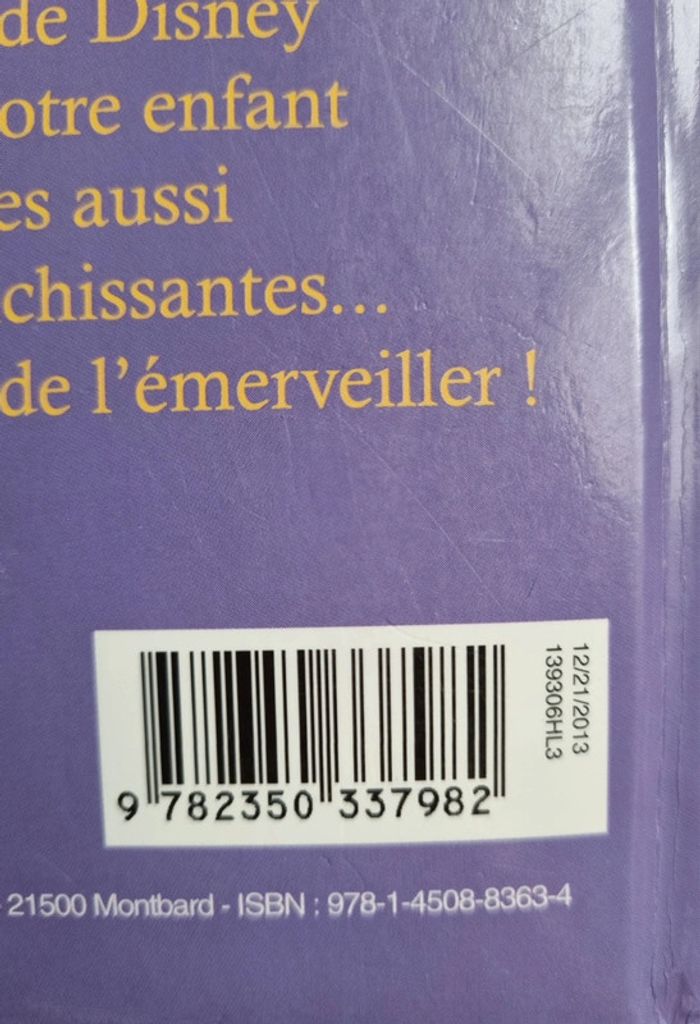 de Disney
otre enfant
es aussi
chissantes...
de l'émerveiller !
12/21/2013
139306HL3
9 782350 337982
- 21500 Montbard - ISBN : 978-1-4508-8363-4